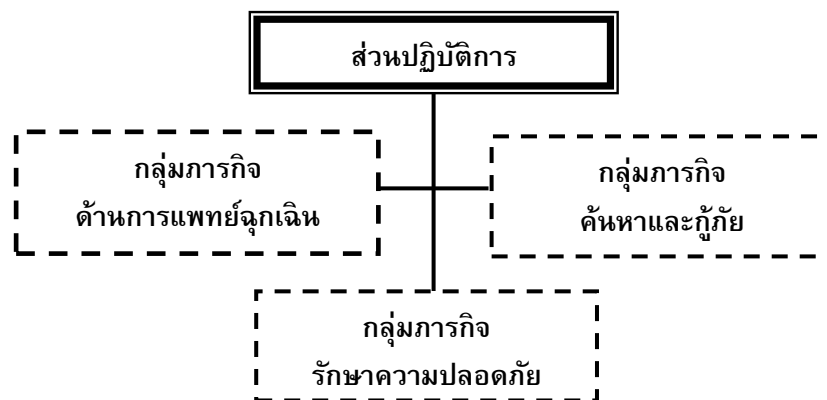 ส่วนปฏิบัติการ
กลุ่มภารกิจ
ด้านการแพทย์ฉุกเฉิน
กลุ่มภารกิจ
ค้นหาและกู้ภัย
กลุ่มภารกิจ
รักษาความปลอดภัย